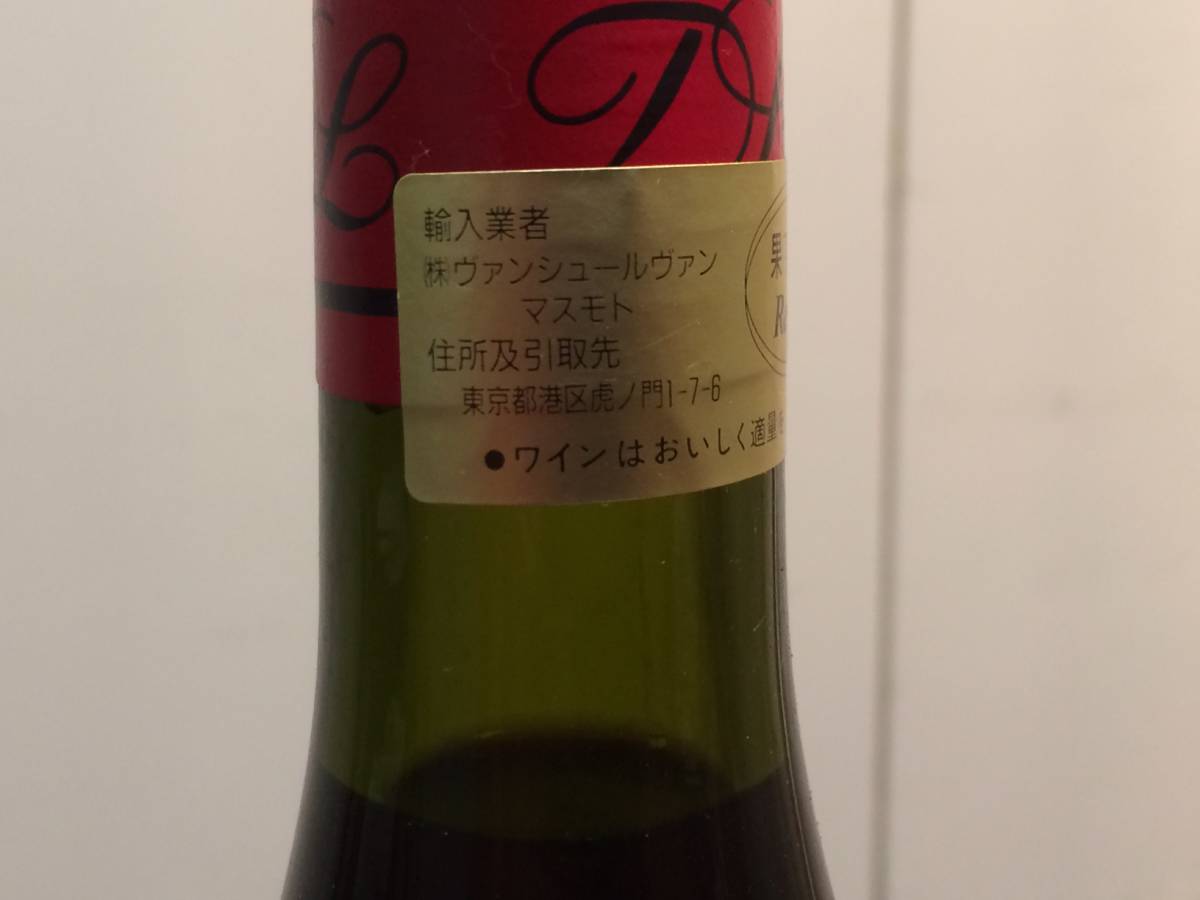 輸入業者
㈱ヴァンシュールヴァン
マスモト
住所及引取先
東京都港区虎ノ門1-7-6
●ワインはおいしく適量
果